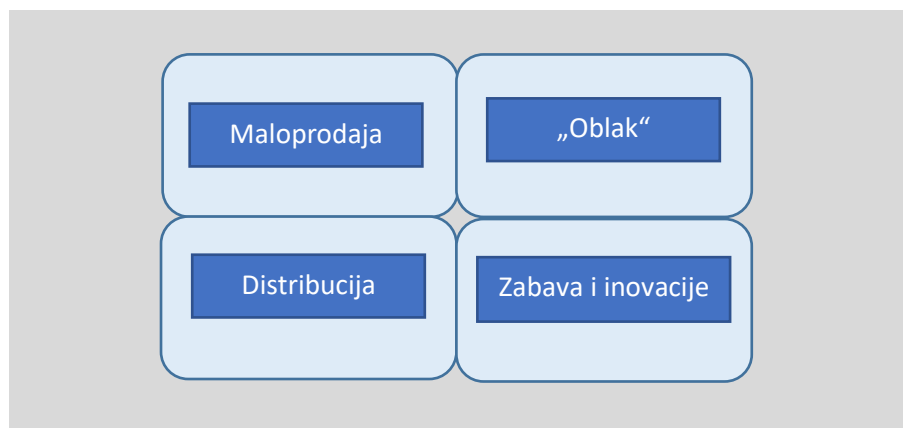 Maloprodaja
„Oblak“
Distribucija
Zabava i inovacije